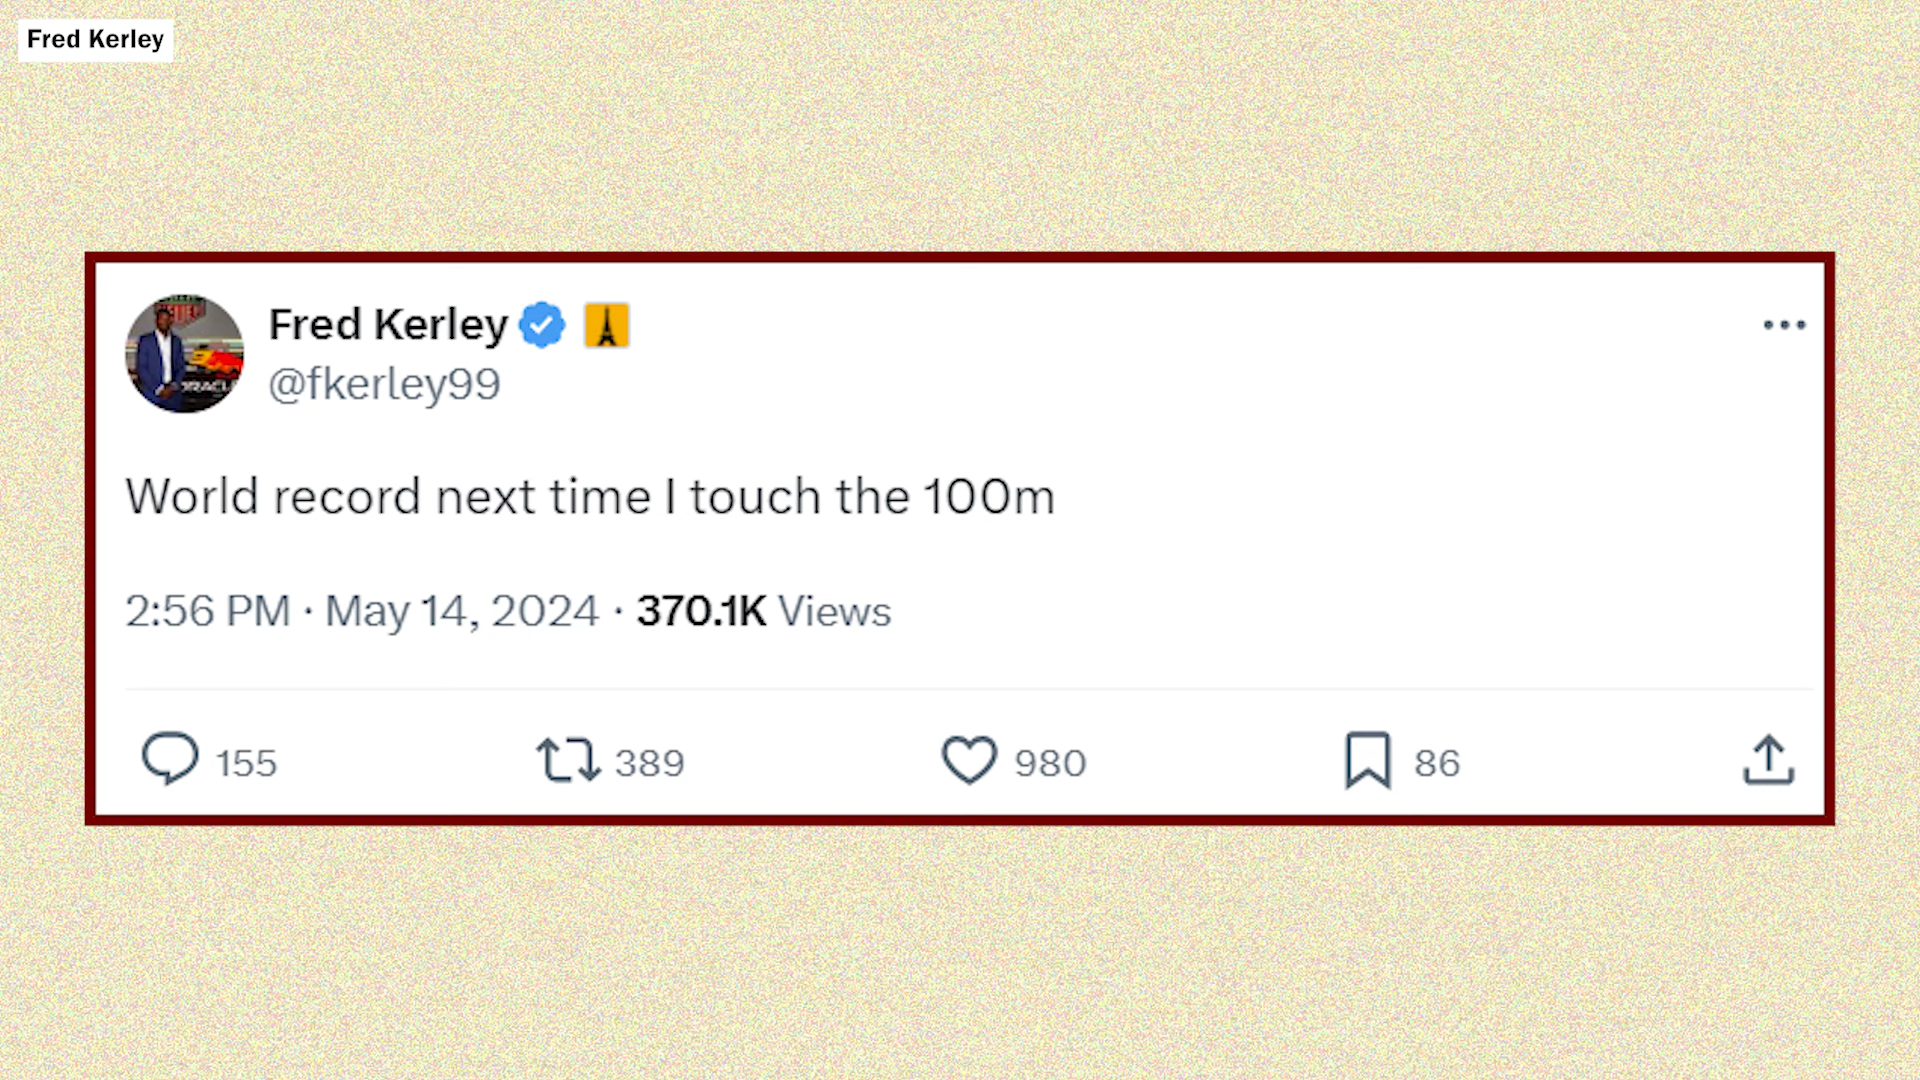 Fred Kerley
Fred Kerley
@fkerley99
World record next time I touch the 100m
2:56 PM · May 14, 2024 · 370.1K Views
155 389 980 86